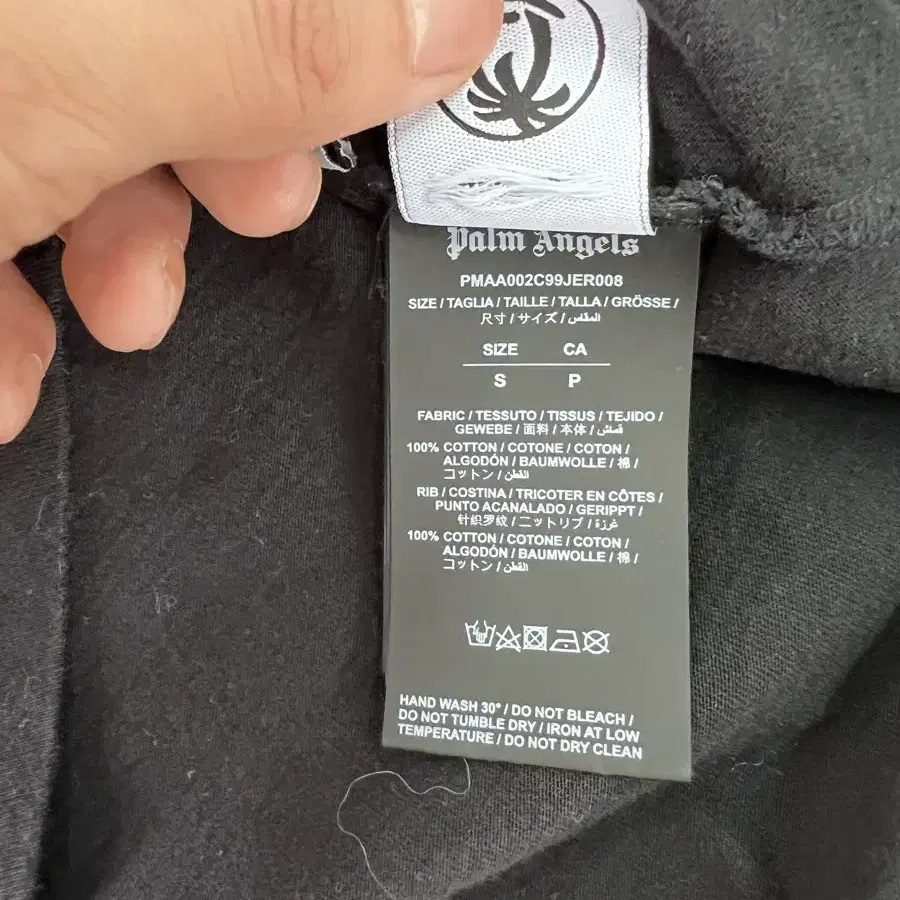 Palm Angels
PMAA002C99JER008
SIZE / TAGLIA / TAILLE / TALLA / GRÖSSE /
尺寸 / サイズ / المقاس
SIZE CA
S P
FABRIC / TESSUTO / TISSUS / TEJIDO /
GEWEBE / 面料 / 本体 / قماش
100% COTTON / COTONE / COTON /
ALGODÓN / BAUMWOLLE / 棉 /
コットン / القطن
RIB / COSTINA / TRICOTER EN CÔTES /
PUNTO ACANALADO / GERIPPT /
针织罗纹 / ニットリブ / غرزة
100% COTTON / COTONE / COTON /
ALGODÓN / BAUMWOLLE / 棉 /
コットン / القطن
HAND WASH 30° / DO NOT BLEACH /
DO NOT TUMBLE DRY / IRON AT LOW
TEMPERATURE / DO NOT DRY CLEAN